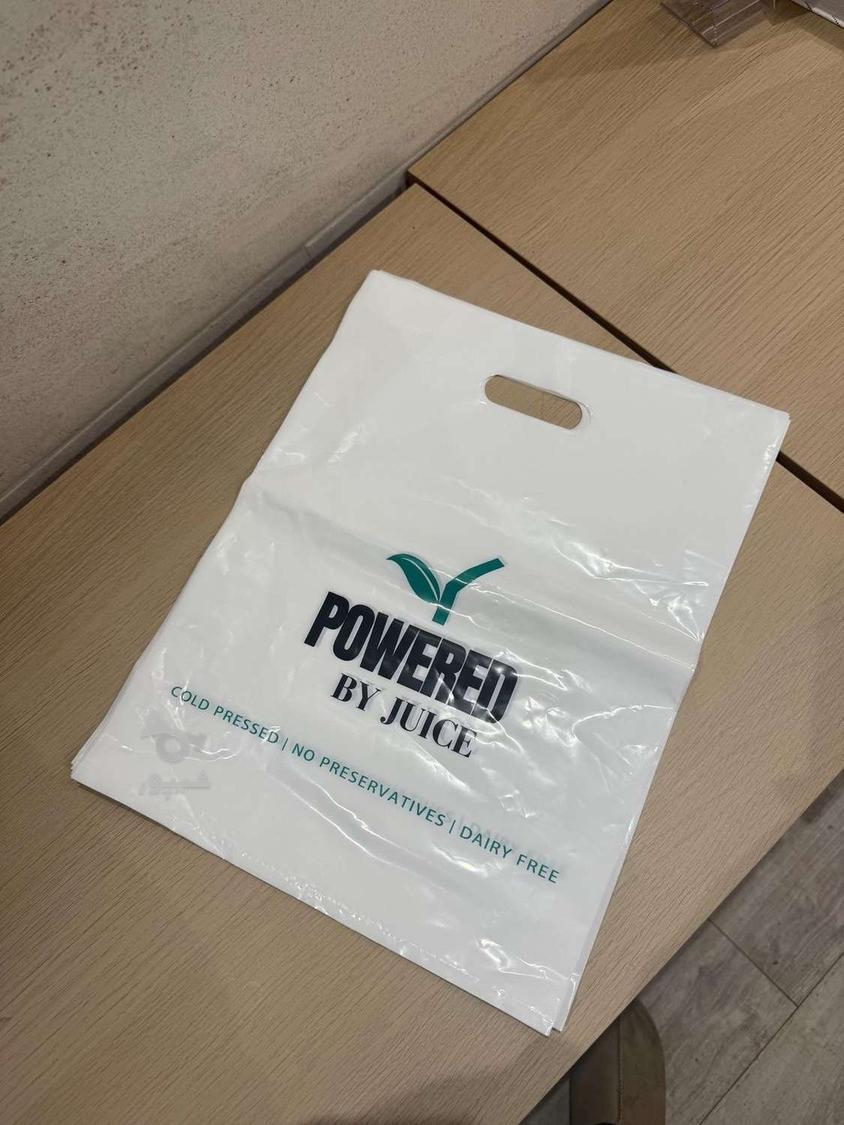 POWERED
BY JUICE
COLD PRESSED | NO PRESERVATIVES | DAIRY FREE